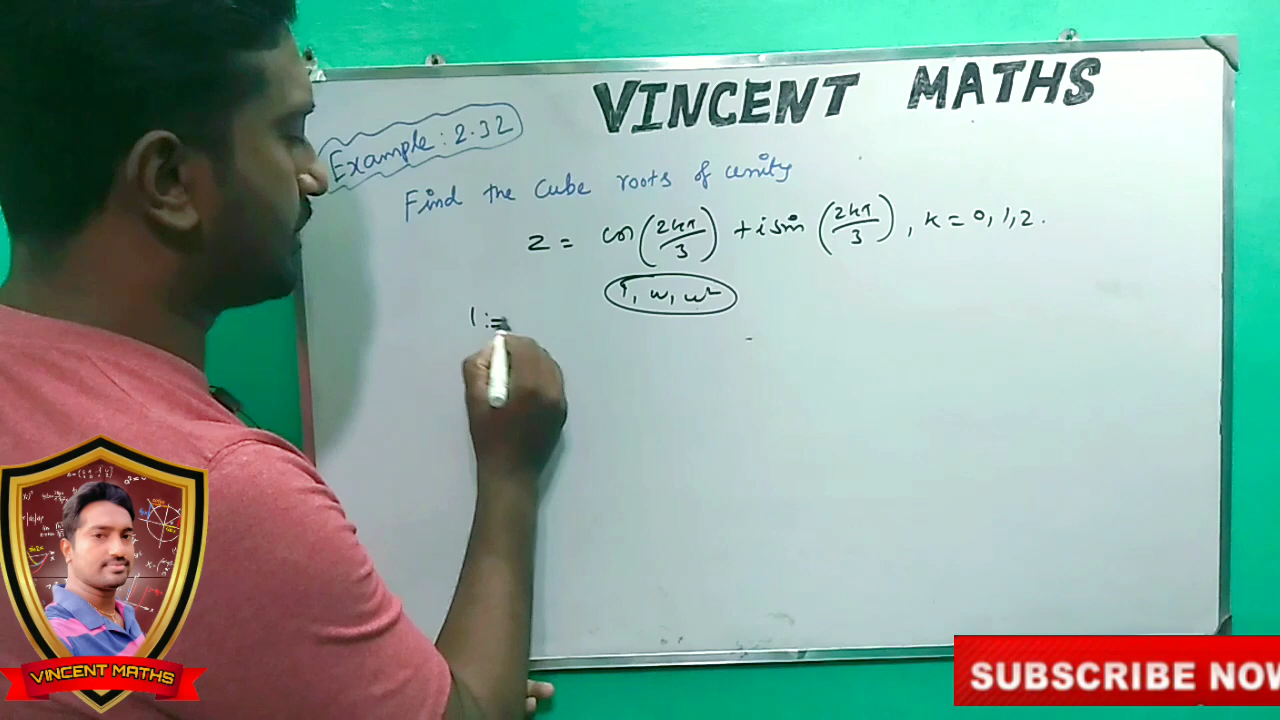 VINCENT MATHS
Example: 2.32
Find the cube roots of unity
z = cos(2kπ/3) + i sin(2kπ/3), k = 0, 1, 2.
1, ω, ω²
1 :=
VINCENT MATHS
SUBSCRIBE NOW